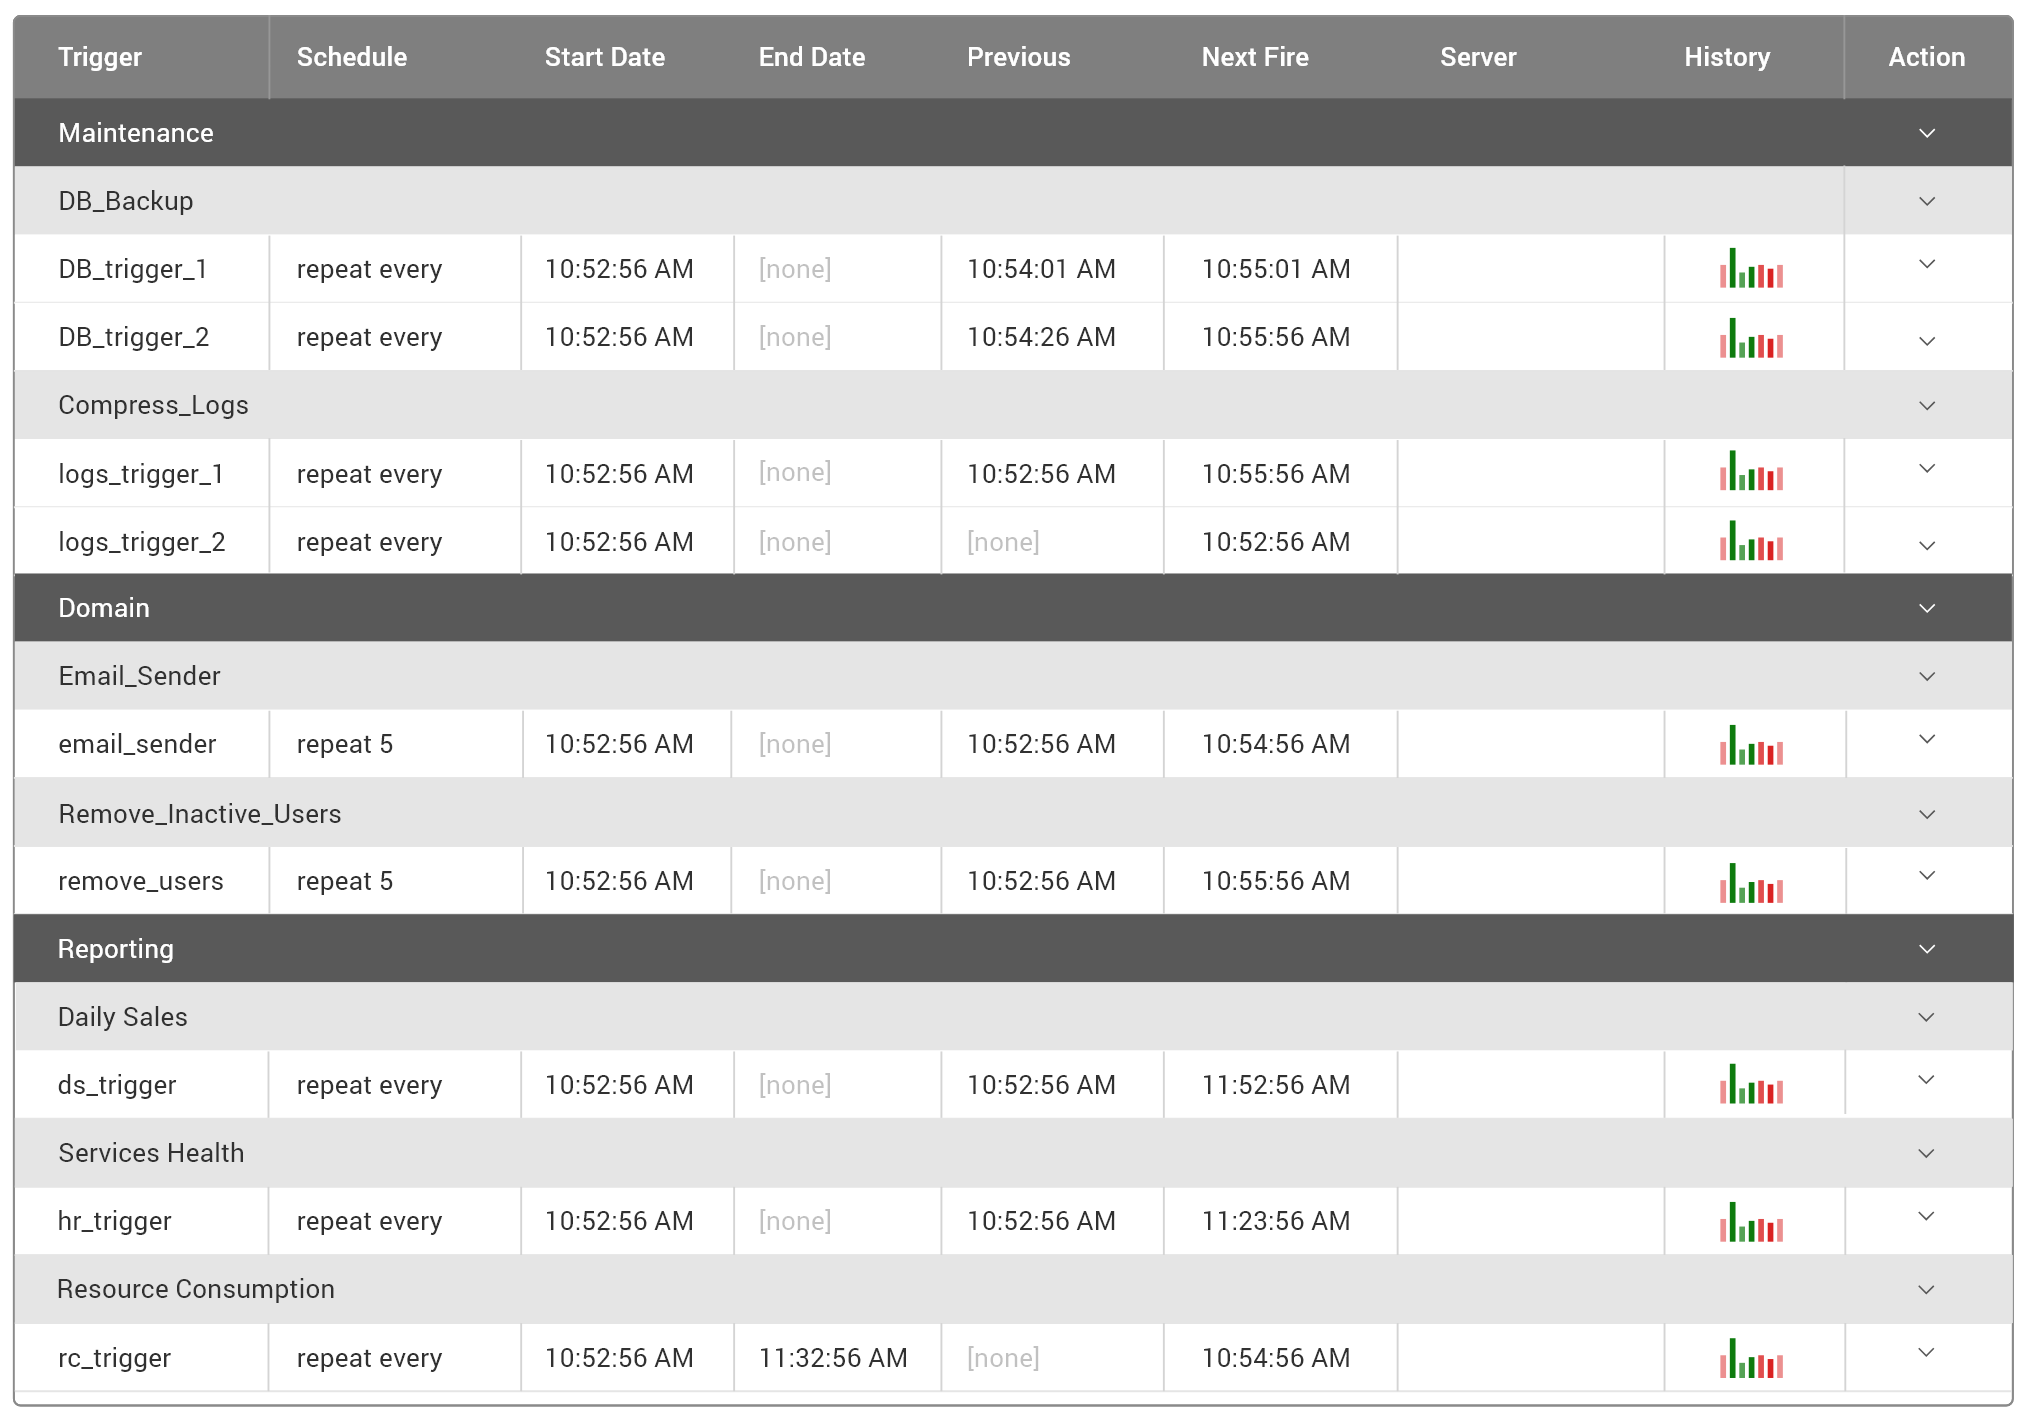 Trigger Schedule Start Date End Date Previous Next Fire Server History Action
Maintenance
DB_Backup
DB_trigger_1 repeat every 10:52:56 AM [none] 10:54:01 AM 10:55:01 AM
DB_trigger_2 repeat every 10:52:56 AM [none] 10:54:26 AM 10:55:56 AM
Compress_Logs
logs_trigger_1 repeat every 10:52:56 AM [none] 10:52:56 AM 10:55:56 AM
logs_trigger_2 repeat every 10:52:56 AM [none] [none] 10:52:56 AM
Domain
Email_Sender
email_sender repeat 5 10:52:56 AM [none] 10:52:56 AM 10:54:56 AM
Remove_Inactive_Users
remove_users repeat 5 10:52:56 AM [none] 10:52:56 AM 10:55:56 AM
Reporting
Daily Sales
ds_trigger repeat every 10:52:56 AM [none] 10:52:56 AM 11:52:56 AM
Services Health
hr_trigger repeat every 10:52:56 AM [none] 10:52:56 AM 11:23:56 AM
Resource Consumption
rc_trigger repeat every 10:52:56 AM 11:32:56 AM [none] 10:54:56 AM